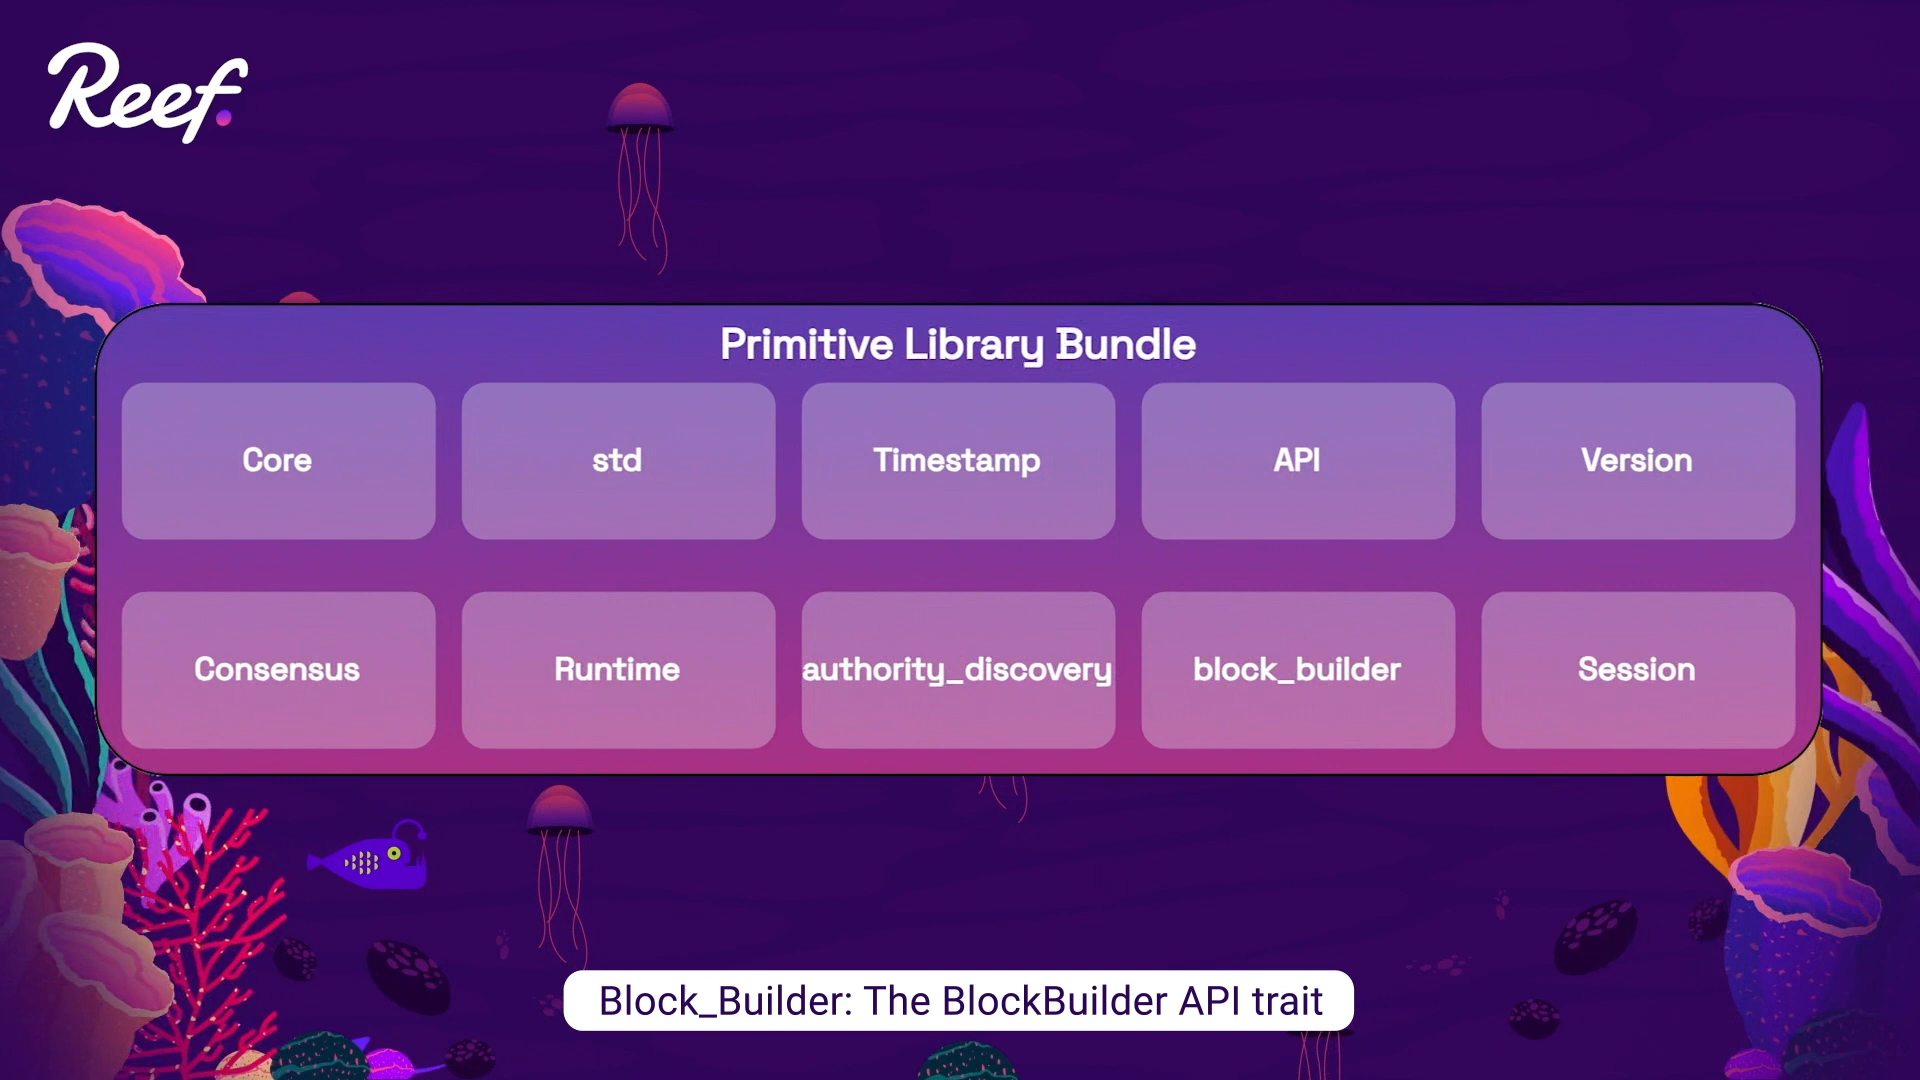 Reef.
Primitive Library Bundle
Core
std
Timestamp
API
Version
Consensus
Runtime
authority_discovery
block_builder
Session
Block_Builder: The BlockBuilder API trait